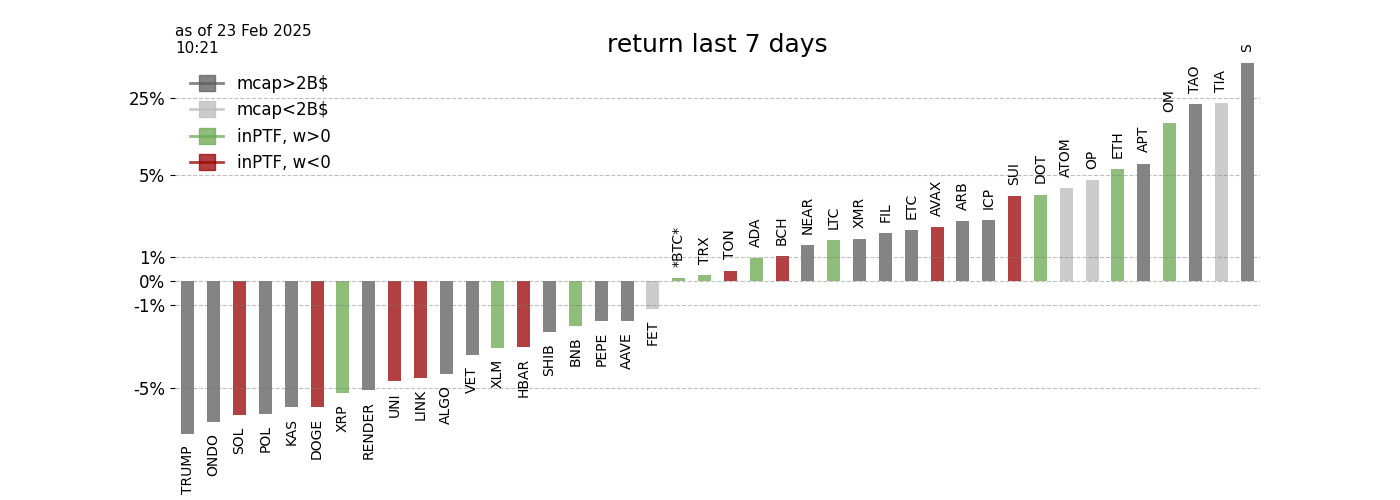 as of 23 Feb 2025
10:21
return last 7 days
mcap>2B$
mcap<2B$
inPTF, w>0
inPTF, w<0
25%
5%
1%
0%
-1%
-5%
TRUMP
ONDO
SOL
POL
KAS
DOGE
XRP
RENDER
UNI
LINK
ALGO
VET
XLM
HBAR
SHIB
BNB
PEPE
AAVE
FET
*BTC*
TRX
TON
ADA
BCH
NEAR
LTC
XMR
FIL
ETC
AVAX
ARB
ICP
SUI
DOT
ATOM
OP
ETH
APT
OM
TAO
TIA
S